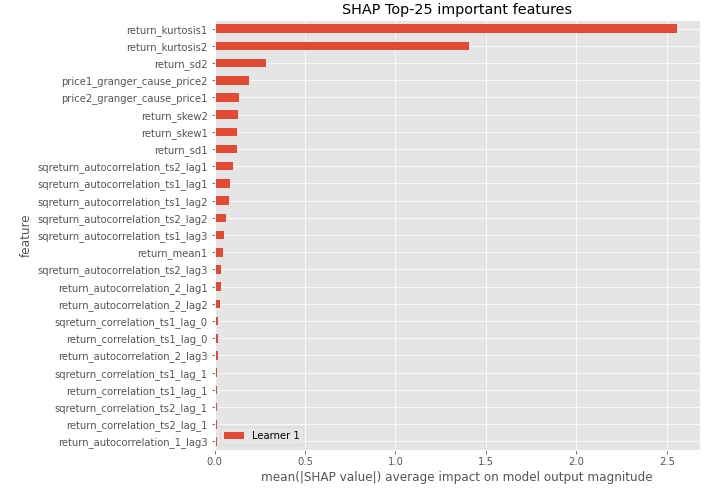 SHAP Top-25 important features
return_kurtosis1
return_kurtosis2
return_sd2
price1_granger_cause_price2
price2_granger_cause_price1
return_skew2
return_skew1
return_sd1
sqreturn_autocorrelation_ts2_lag1
sqreturn_autocorrelation_ts1_lag1
sqreturn_autocorrelation_ts1_lag2
sqreturn_autocorrelation_ts2_lag2
sqreturn_autocorrelation_ts1_lag3
return_mean1
sqreturn_autocorrelation_ts2_lag3
return_autocorrelation_2_lag1
return_autocorrelation_2_lag2
sqreturn_correlation_ts1_lag_0
return_correlation_ts1_lag_0
return_autocorrelation_2_lag3
sqreturn_correlation_ts1_lag_1
return_correlation_ts1_lag_1
sqreturn_correlation_ts2_lag_1
return_correlation_ts2_lag_1
return_autocorrelation_1_lag3
feature
Learner 1
0.0 0.5 1.0 1.5 2.0 2.5
mean(|SHAP value|) average impact on model output magnitude